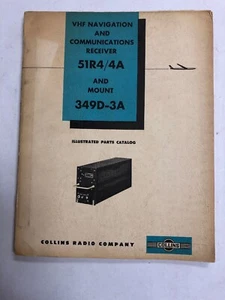 VHF NAVIGATION
AND
COMMUNICATIONS
RECEIVER
51R4/4A
AND
MOUNT
349D-3A
ILLUSTRATED PARTS CATALOG
COLLINS RADIO COMPANY
COLLINS